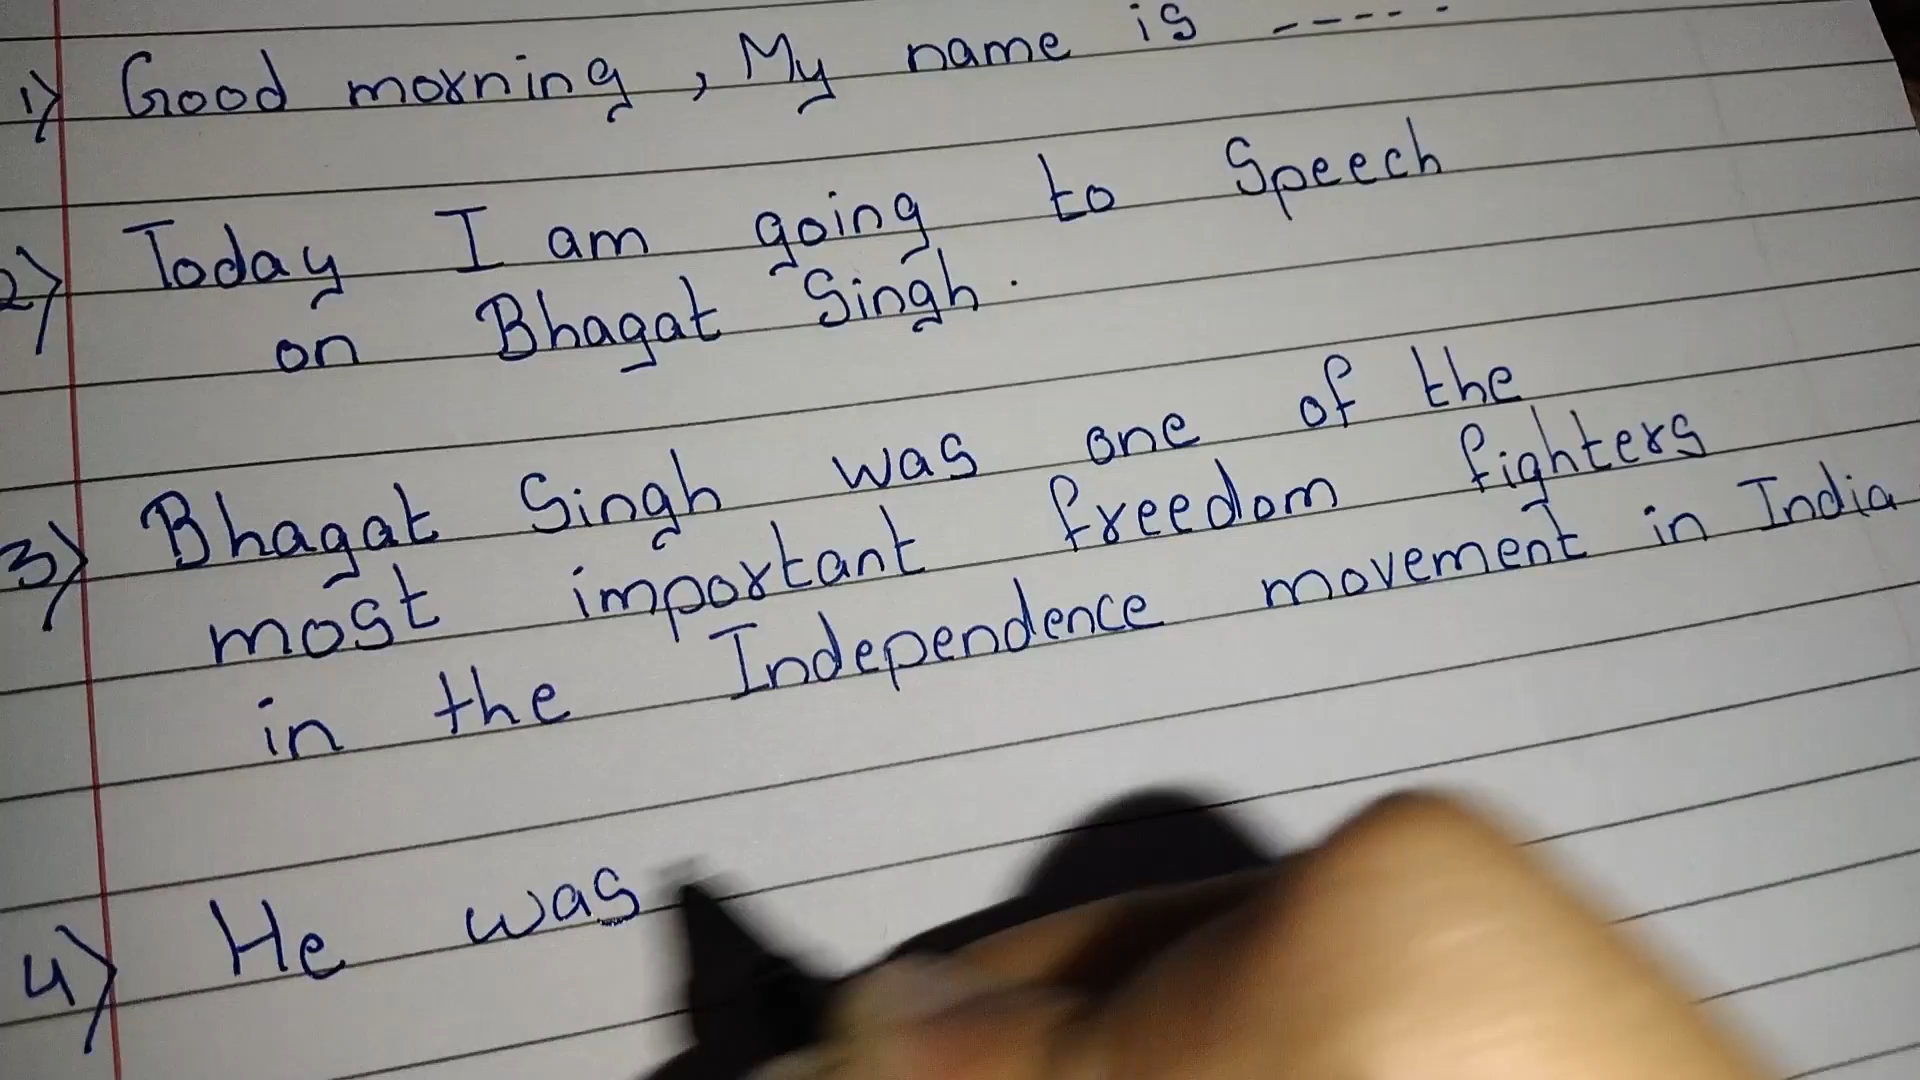 1) Good morning, My name is -----
2) Today I am going to Speech
on Bhagat Singh.
3) Bhagat Singh was one of the
most important freedom fighters
in the Independence movement in India
4) He was